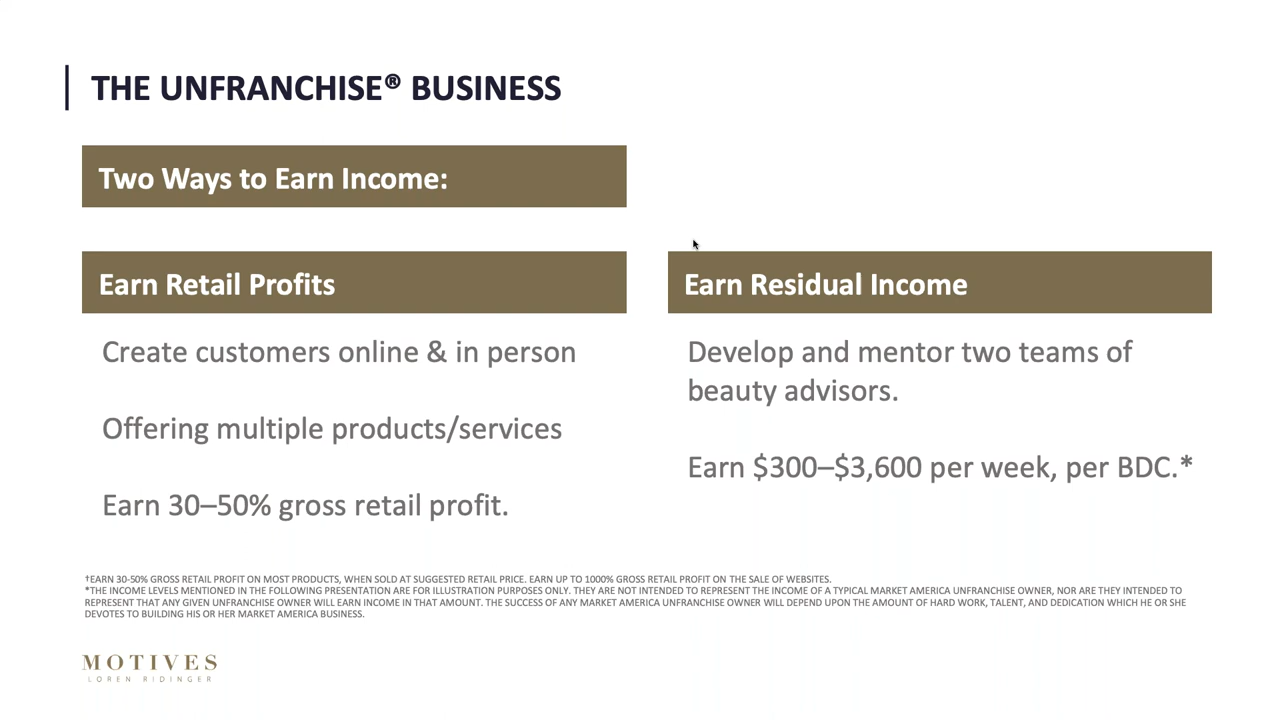 THE UNFRANCHISE® BUSINESS
Two Ways to Earn Income:
Earn Retail Profits
Create customers online & in person
Offering multiple products/services
Earn 30–50% gross retail profit.
Earn Residual Income
Develop and mentor two teams of
beauty advisors.
Earn $300–$3,600 per week, per BDC.*
†EARN 30-50% GROSS RETAIL PROFIT ON MOST PRODUCTS, WHEN SOLD AT SUGGESTED RETAIL PRICE. EARN UP TO 1000% GROSS RETAIL PROFIT ON THE SALE OF WEBSITES.
*THE INCOME LEVELS MENTIONED IN THE FOLLOWING PRESENTATION ARE FOR ILLUSTRATION PURPOSES ONLY. THEY ARE NOT INTENDED TO REPRESENT THE INCOME OF A TYPICAL MARKET AMERICA UNFRANCHISE OWNER, NOR ARE THEY INTENDED TO
REPRESENT THAT ANY GIVEN UNFRANCHISE OWNER WILL EARN INCOME IN THAT AMOUNT. THE SUCCESS OF ANY MARKET AMERICA UNFRANCHISE OWNER WILL DEPEND UPON THE AMOUNT OF HARD WORK, TALENT, AND DEDICATION WHICH HE OR SHE
DEVOTES TO BUILDING HIS OR HER MARKET AMERICA BUSINESS.
MOTIVES
LOREN RIDINGER